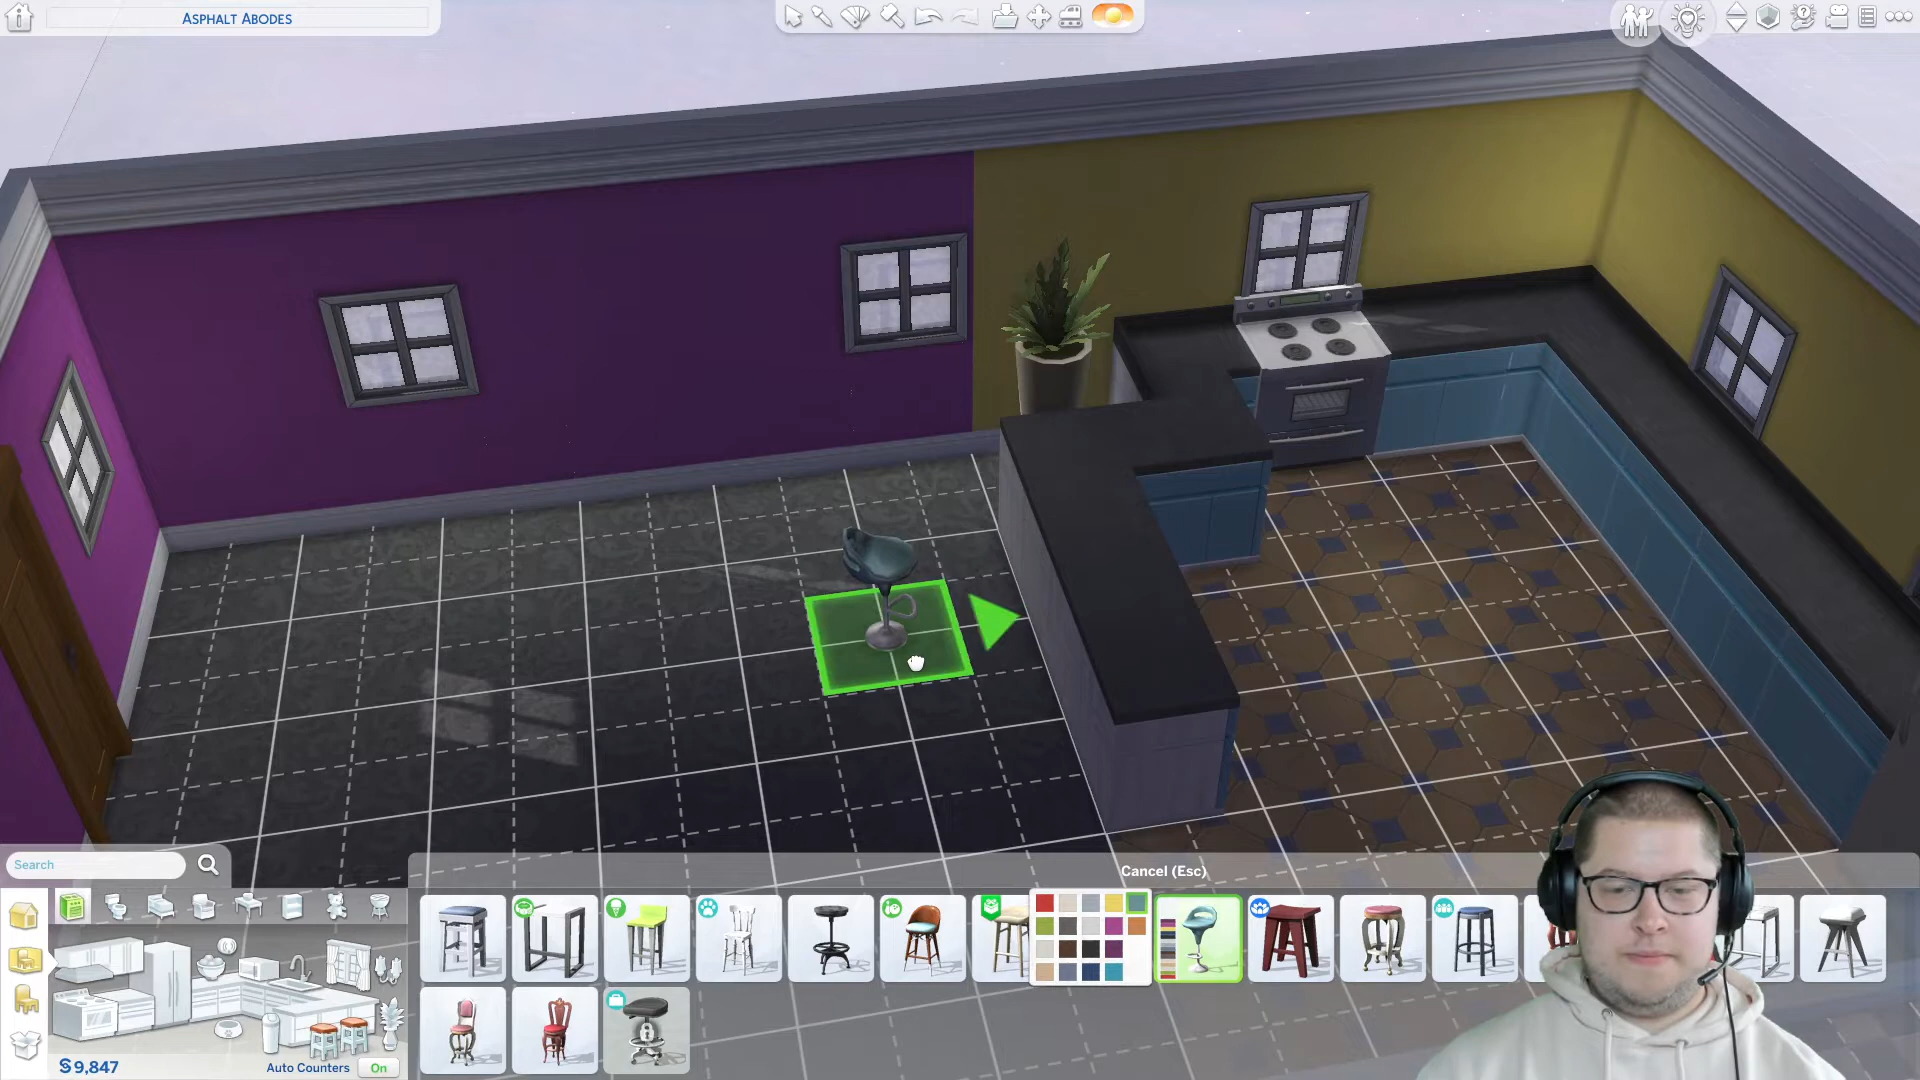 ASPHALT ABODES
Cancel (Esc)
Search
§9,847
Auto Counters On